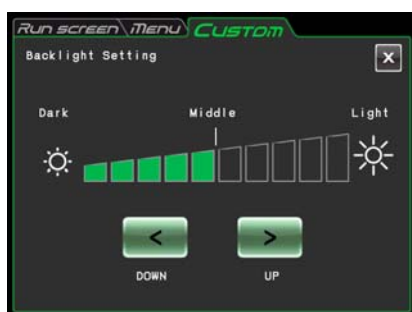 Run screen Menu Custom
Backlight Setting X
Dark Middle Light
< >
DOWN UP